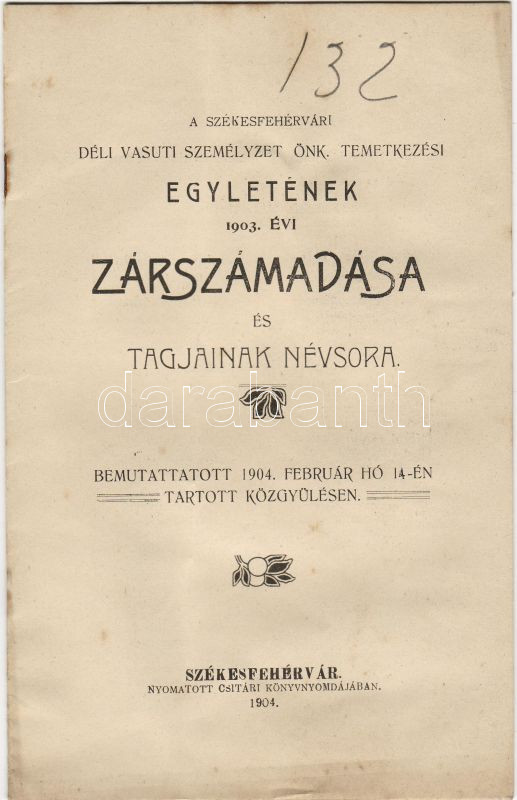 132
A SZÉKESFEHÉRVÁRI
DÉLI VASUTI SZEMÉLYZET ÖNK. TEMETKEZÉSI
EGYLETÉNEK
1903. ÉVI
ZÁRSZÁMADÁSA
ÉS
TAGJAINAK NÉVSORA.
darabanth
BEMUTATTATOTT 1904. FEBRUÁR HÓ 14-ÉN
TARTOTT KÖZGYÜLÉSEN.
SZÉKESFEHÉRVÁR.
NYOMATOTT CSITÁRI KÖNYVNYOMDÁJÁBAN.
1904.